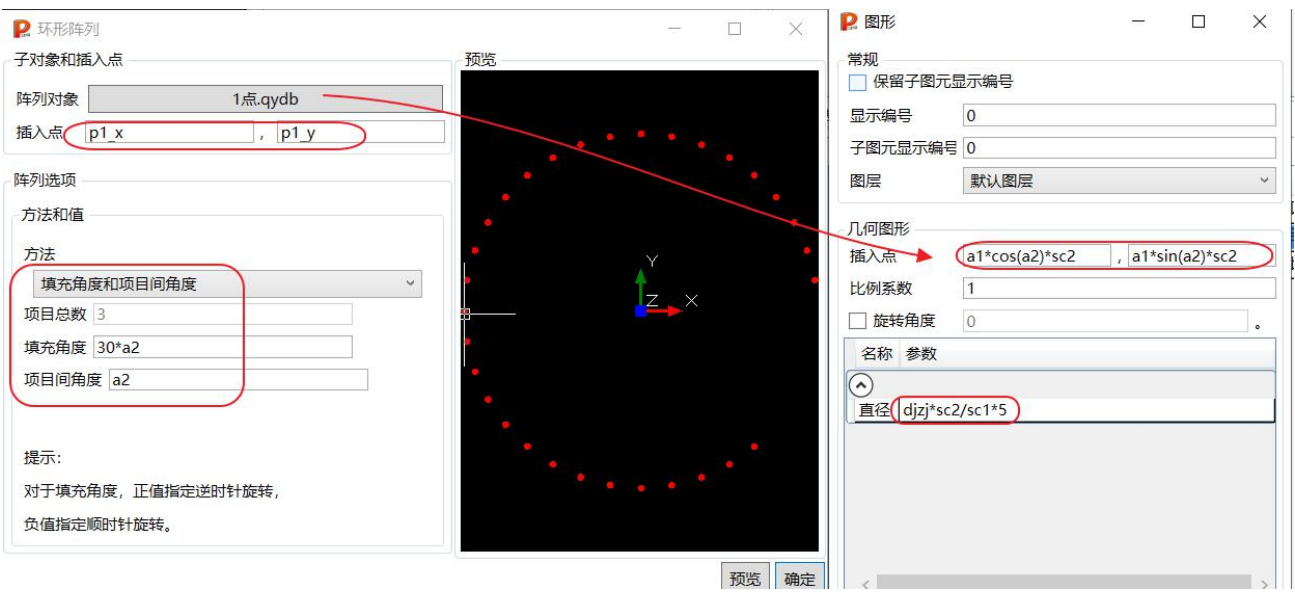 环形阵列
子对象和插入点
阵列对象 1点.qydb
插入点 p1_x , p1_y
阵列选项
方法和值
方法
填充角度和项目间角度
项目总数 3
填充角度 30*a2
项目间角度 a2
提示:
对于填充角度，正值指定逆时针旋转，
负值指定顺时针旋转。
预览
Y
Z X
预览 确定
图形
常规
保留子图元显示编号
显示编号 0
子图元显示编号 0
图层 默认图层
几何图形
插入点 a1*cos(a2)*sc2 , a1*sin(a2)*sc2
比例系数 1
旋转角度 0 。
名称 参数
直径 djzj*sc2/sc1*5